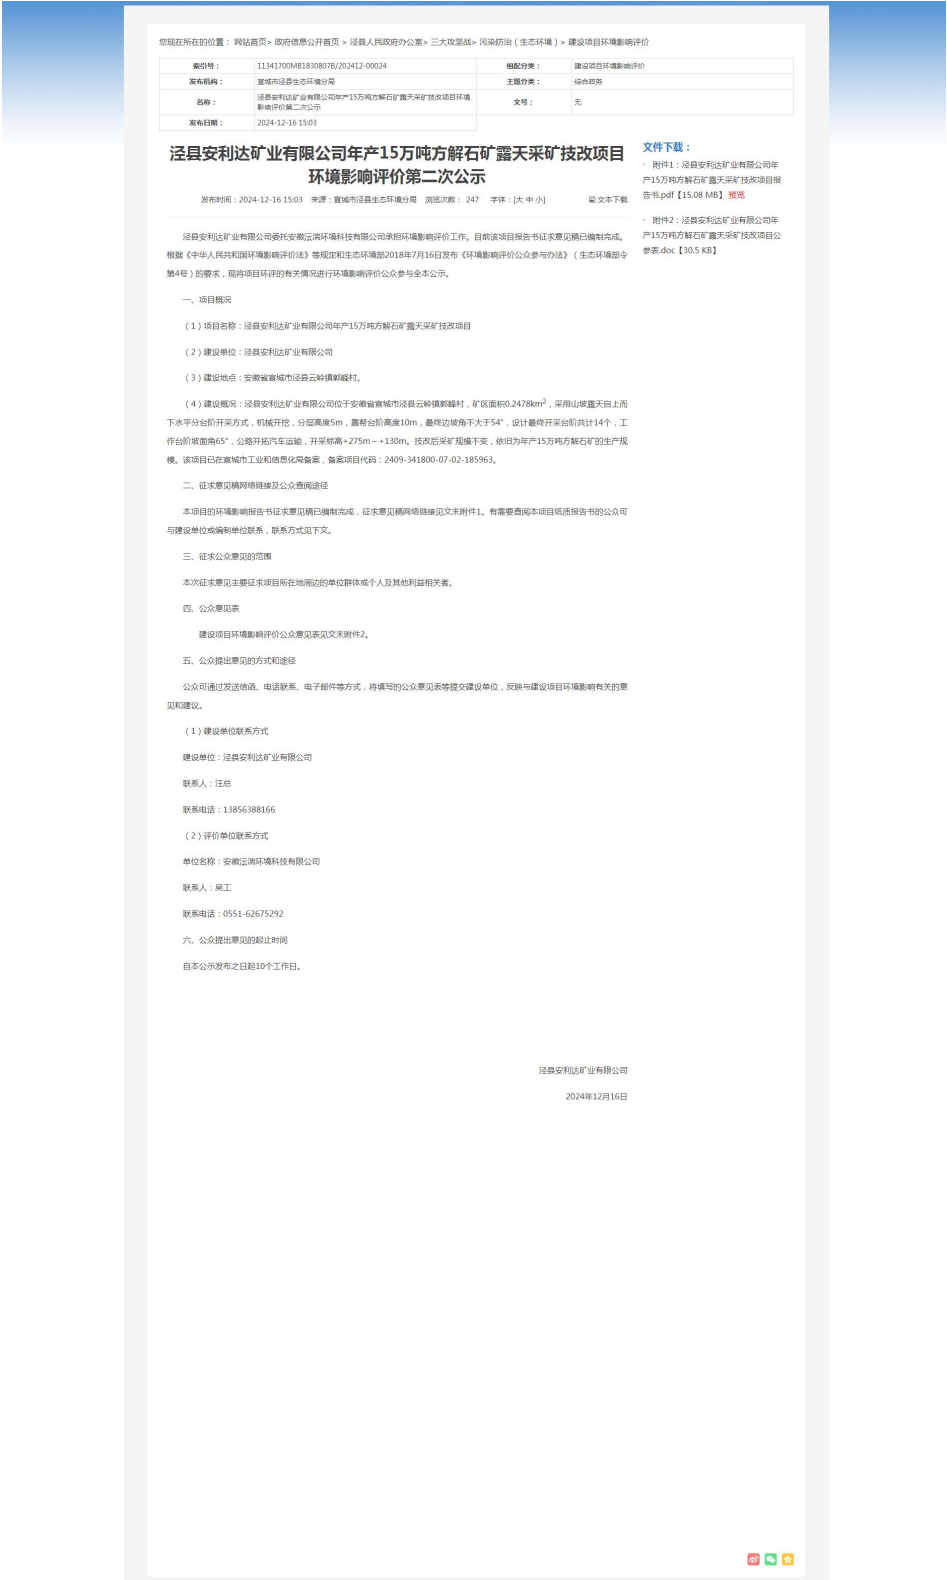 您现在所在的位置： 网站首页> 政府信息公开首页 > 泾县人民政府办公室> 三大攻坚战> 污染防治（生态环境）> 建设项目环境影响评价
索引号： 11341700MB1830807B/202412-00024 组配分类： 建设项目环境影响评价
发布机构： 宣城市泾县生态环境分局 主题分类： 综合政务
名称： 泾县安利达矿业有限公司年产15万吨方解石矿露天采矿技改项目环境
影响评价第二次公示 文号： 无
发布日期： 2024-12-16 15:03
泾县安利达矿业有限公司年产15万吨方解石矿露天采矿技改项目
环境影响评价第二次公示
发布时间：2024-12-16 15:03 来源：宣城市泾县生态环境分局 浏览次数： 247 字体：[大 中 小] 文本下载
泾县安利达矿业有限公司委托安徽沄湍环境科技有限公司承担环境影响评价工作。目前该项目报告书征求意见稿已编制完成。
根据《中华人民共和国环境影响评价法》等规定和生态环境部2018年7月16日发布《环境影响评价公众参与办法》（生态环境部令
第4号）的要求，现将项目环评的有关情况进行环境影响评价公众参与全本公示。
一、项目概况
（1）项目名称：泾县安利达矿业有限公司年产15万吨方解石矿露天采矿技改项目
（2）建设单位：泾县安利达矿业有限公司
（3）建设地点：安徽省宣城市泾县云岭镇郭峰村。
（4）建设概况：泾县安利达矿业有限公司位于安徽省宣城市泾县云岭镇郭峰村，矿区面积0.2478km²，采用山坡露天自上而
下水平分台阶开采方式，机械开挖，分层高度5m，靠帮台阶高度10m，最终边坡角不大于54°，设计最终开采台阶共计14个，工
作台阶坡面角65°，公路开拓汽车运输，开采标高+275m～+130m。技改后采矿规模不变，依旧为年产15万吨方解石矿的生产规
模。该项目已在宣城市工业和信息化局备案，备案项目代码：2409-341800-07-02-185963。
二、征求意见稿网络链接及公众查阅途径
本项目的环境影响报告书征求意见稿已编制完成，征求意见稿网络链接见文末附件1。有需要查阅本项目纸质报告书的公众可
与建设单位或编制单位联系，联系方式见下文。
三、征求公众意见的范围
本次征求意见主要征求项目所在地周边的单位群体或个人及其他利益相关者。
四、公众意见表
建设项目环境影响评价公众意见表见文末附件2。
五、公众提出意见的方式和途径
公众可通过发送信函、电话联系、电子邮件等方式，将填写的公众意见表等提交建设单位，反映与建设项目环境影响有关的意
见和建议。
（1）建设单位联系方式
建设单位：泾县安利达矿业有限公司
联系人：汪总
联系电话：13856388166
（2）评价单位联系方式
单位名称：安徽沄湍环境科技有限公司
联系人：吴工
联系电话：0551-62675292
六、公众提出意见的起止时间
自本公示发布之日起10个工作日。
泾县安利达矿业有限公司
2024年12月16日
文件下载：
附件1：泾县安利达矿业有限公司年
产15万吨方解石矿露天采矿技改项目报
告书.pdf【15.08 MB】 预览
附件2：泾县安利达矿业有限公司年
产15万吨方解石矿露天采矿技改项目公
参表.doc【30.5 KB】